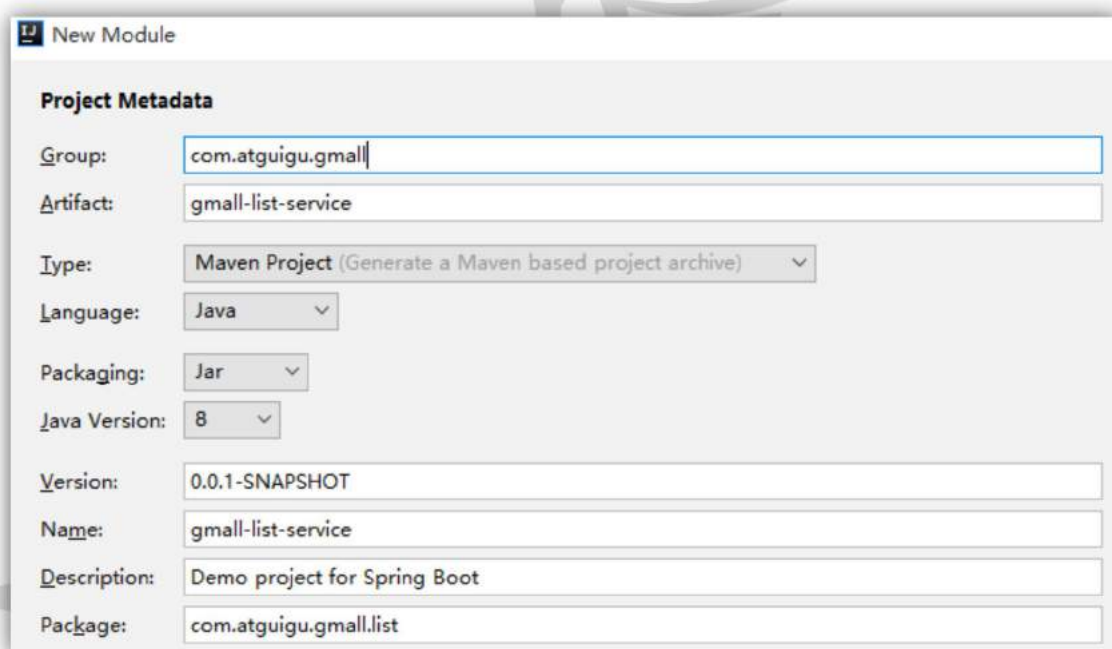 New Module
Project Metadata
Group: com.atguigu.gmall
Artifact: gmall-list-service
Type: Maven Project (Generate a Maven based project archive)
Language: Java
Packaging: Jar
Java Version: 8
Version: 0.0.1-SNAPSHOT
Name: gmall-list-service
Description: Demo project for Spring Boot
Package: com.atguigu.gmall.list